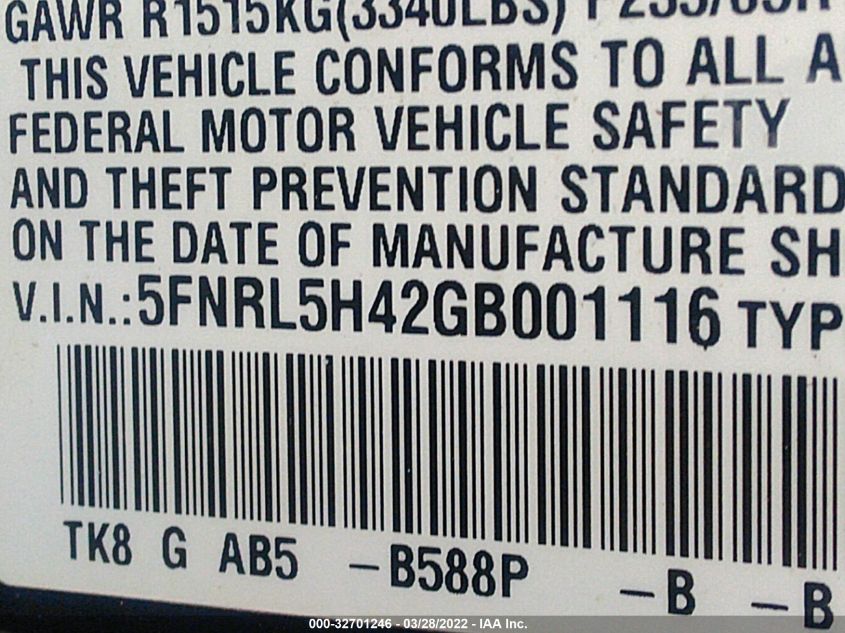 GAWR R1515KG(3340LBS)
THIS VEHICLE CONFORMS TO ALL A
FEDERAL MOTOR VEHICLE SAFETY
AND THEFT PREVENTION STANDARD
ON THE DATE OF MANUFACTURE SH
V.I.N.:5FNRL5H42GB001116 TYP
TK8 G AB5 -B588P -B -B
000-32701246 - 03/28/2022 - IAA Inc.